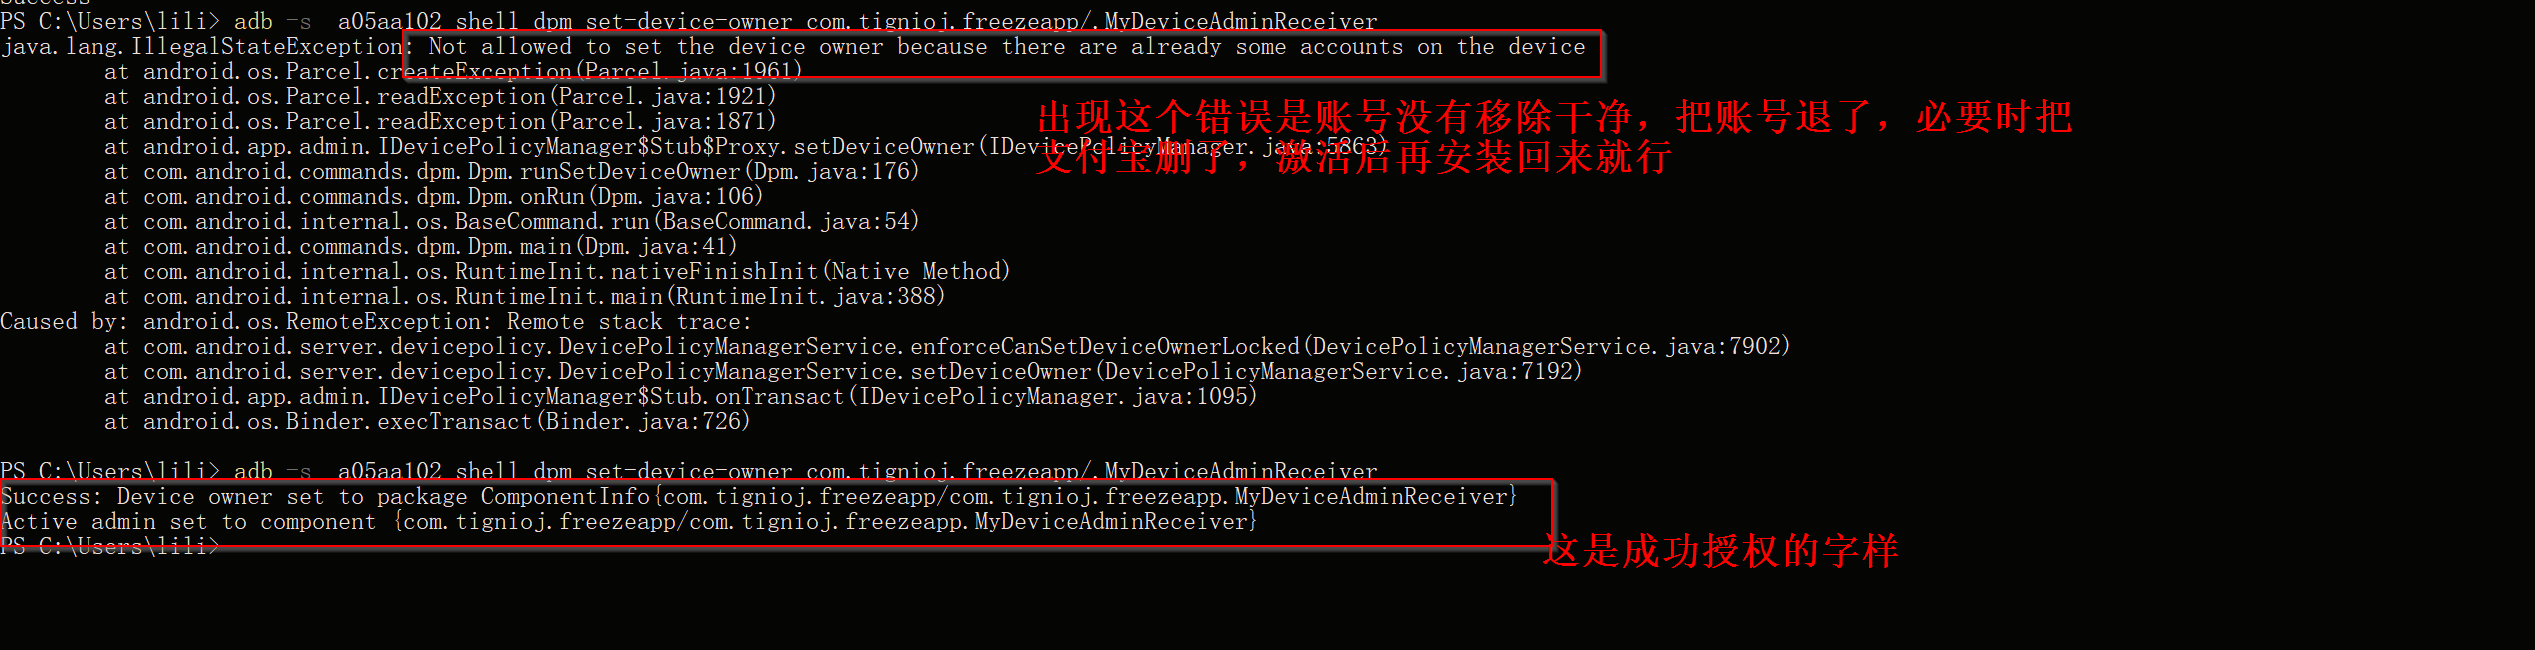 Success
PS C:\Users\lili> adb -s  a05aa102 shell dpm set-device-owner com.tignioj.freezeapp/.MyDeviceAdminReceiver
java.lang.IllegalStateException: Not allowed to set the device owner because there are already some accounts on the device
at android.os.Parcel.createException(Parcel.java:1961)
at android.os.Parcel.readException(Parcel.java:1921)
出现这个错误是账号没有移除干净，把账号退了，必要时把
at android.os.Parcel.readException(Parcel.java:1871)
at android.app.admin.IDevicePolicyManager$Stub$Proxy.setDeviceOwner(IDevicePolicyManager.java:5863)
支付宝删了，激活后再安装回来就行
at com.android.commands.dpm.Dpm.runSetDeviceOwner(Dpm.java:176)
at com.android.commands.dpm.Dpm.onRun(Dpm.java:106)
at com.android.internal.os.BaseCommand.run(BaseCommand.java:54)
at com.android.commands.dpm.Dpm.main(Dpm.java:41)
at com.android.internal.os.RuntimeInit.nativeFinishInit(Native Method)
at com.android.internal.os.RuntimeInit.main(RuntimeInit.java:388)
Caused by: android.os.RemoteException: Remote stack trace:
at com.android.server.devicepolicy.DevicePolicyManagerService.enforceCanSetDeviceOwnerLocked(DevicePolicyManagerService.java:7902)
at com.android.server.devicepolicy.DevicePolicyManagerService.setDeviceOwner(DevicePolicyManagerService.java:7192)
at android.app.admin.IDevicePolicyManager$Stub.onTransact(IDevicePolicyManager.java:1095)
at android.os.Binder.execTransact(Binder.java:726)
PS C:\Users\lili> adb -s  a05aa102 shell dpm set-device-owner com.tignioj.freezeapp/.MyDeviceAdminReceiver
Success: Device owner set to package ComponentInfo{com.tignioj.freezeapp/com.tignioj.freezeapp.MyDeviceAdminReceiver}
Active admin set to component {com.tignioj.freezeapp/com.tignioj.freezeapp.MyDeviceAdminReceiver}
PS C:\Users\lili>
这是成功授权的字样